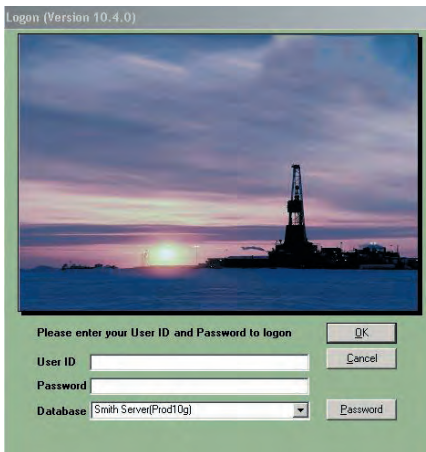 Logon (Version 10.4.0)
Please enter your User ID and Password to logon
OK
User ID
Cancel
Password
Database Smith Server(Prod10g)
Password